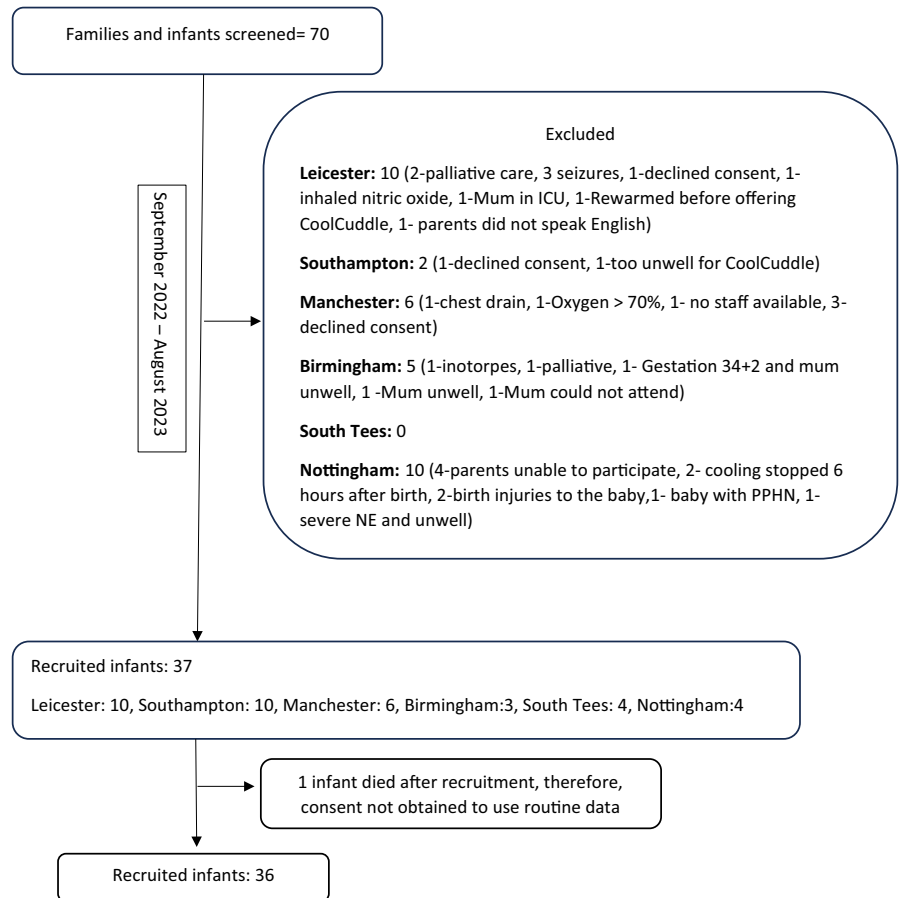 Families and infants screened= 70
Excluded
Leicester: 10 (2-palliative care, 3 seizures, 1-declined consent, 1-
inhaled nitric oxide, 1-Mum in ICU, 1-Rewarmed before offering
CoolCuddle, 1- parents did not speak English)
Southampton: 2 (1-declined consent, 1-too unwell for CoolCuddle)
Manchester: 6 (1-chest drain, 1-Oxygen > 70%, 1- no staff available, 3-
declined consent)
Birmingham: 5 (1-inotorpes, 1-palliative, 1- Gestation 34+2 and mum
unwell, 1 -Mum unwell, 1-Mum could not attend)
South Tees: 0
Nottingham: 10 (4-parents unable to participate, 2- cooling stopped 6
hours after birth, 2-birth injuries to the baby,1- baby with PPHN, 1-
severe NE and unwell)
September 2022 – August 2023
Recruited infants: 37
Leicester: 10, Southampton: 10, Manchester: 6, Birmingham:3, South Tees: 4, Nottingham:4
1 infant died after recruitment, therefore,
consent not obtained to use routine data
Recruited infants: 36